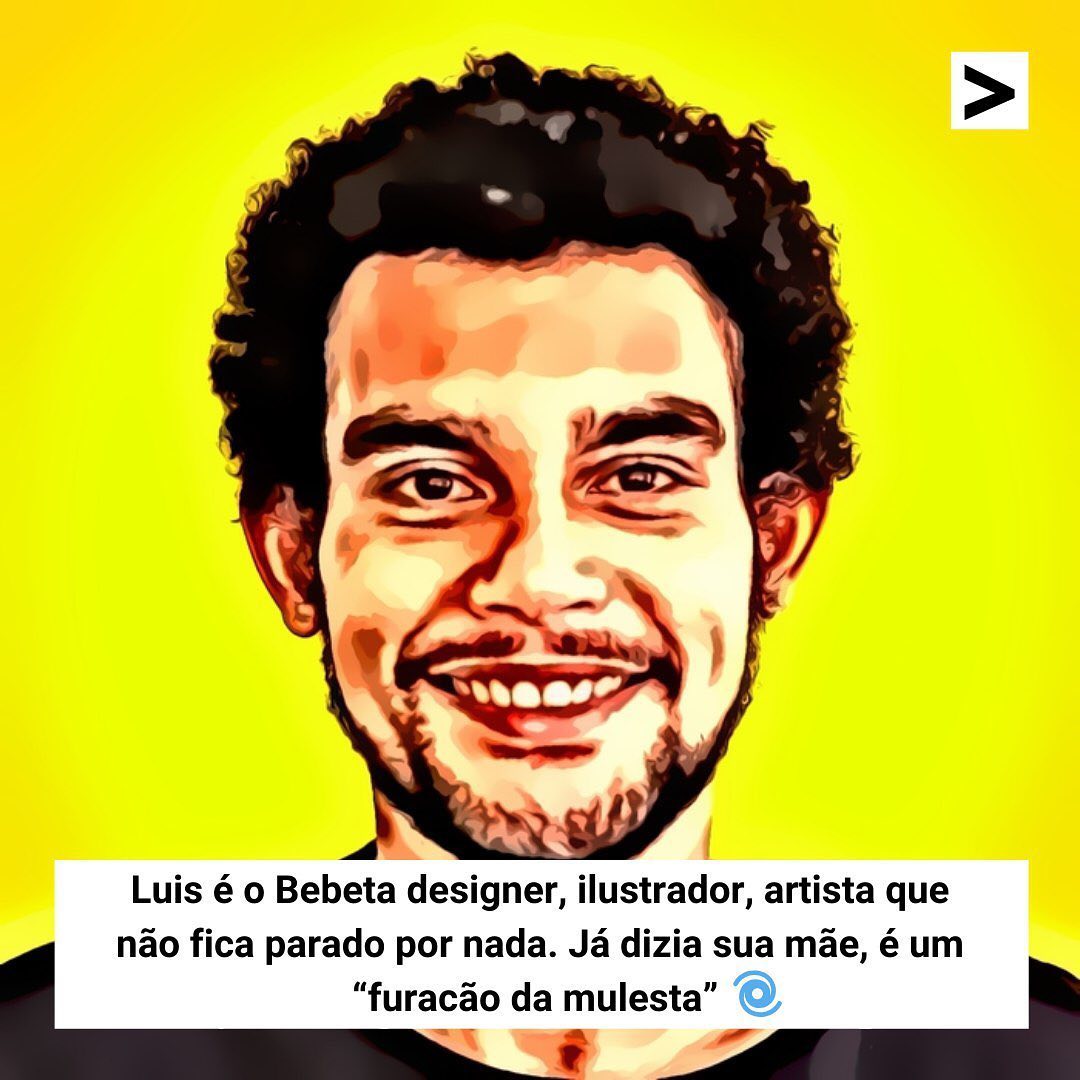 >
Luis é o Bebeta designer, ilustrador, artista que
não fica parado por nada. Já dizia sua mãe, é um
“furacão da mulesta” 🌀